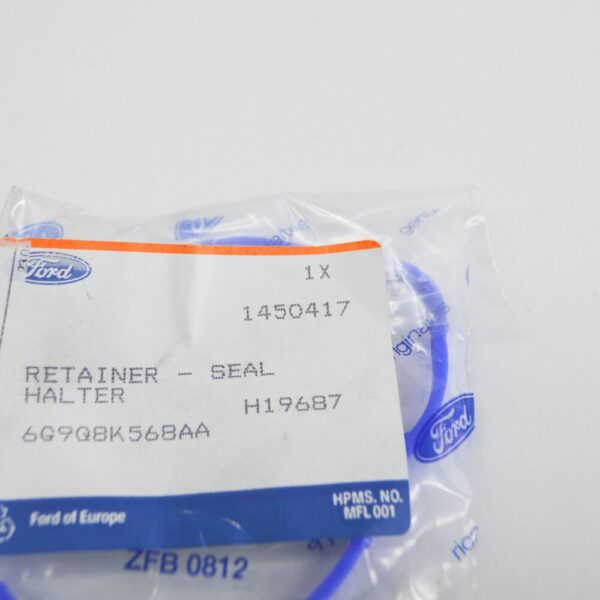 Ford
1X
1450417
RETAINER - SEAL
HALTER
H19687
6G9Q8K568AA
Ford
Ford of Europe
HPMS. NO.
MFL 001
ZFB 0812